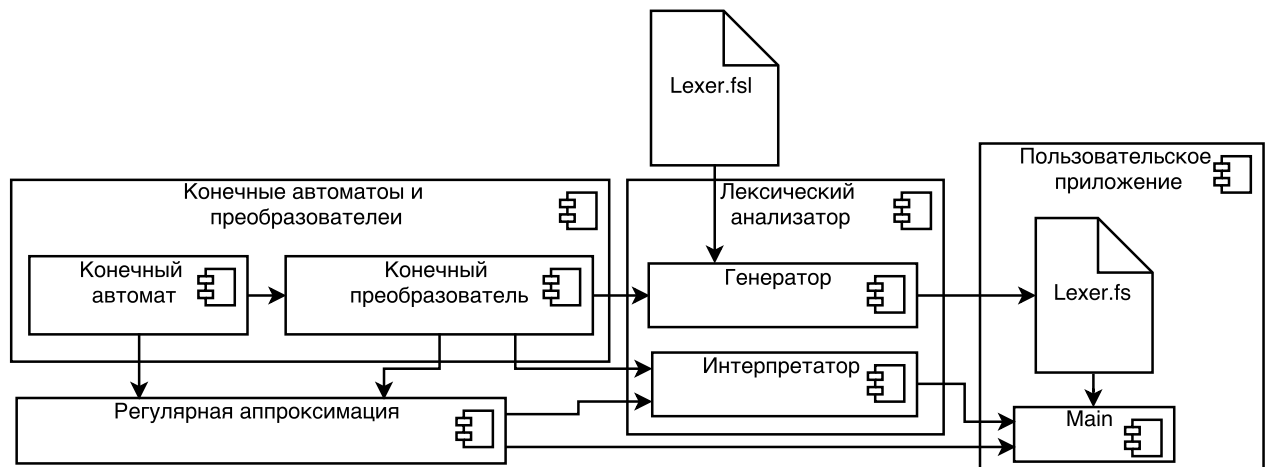 Lexer.fsl
Пользовательское
приложение
Конечные автоматоы и
преобразователеи
Лексический
анализатор
Конечный
автомат
Конечный
преобразователь
Генератор
Lexer.fs
Интерпретатор
Регулярная аппроксимация
Main